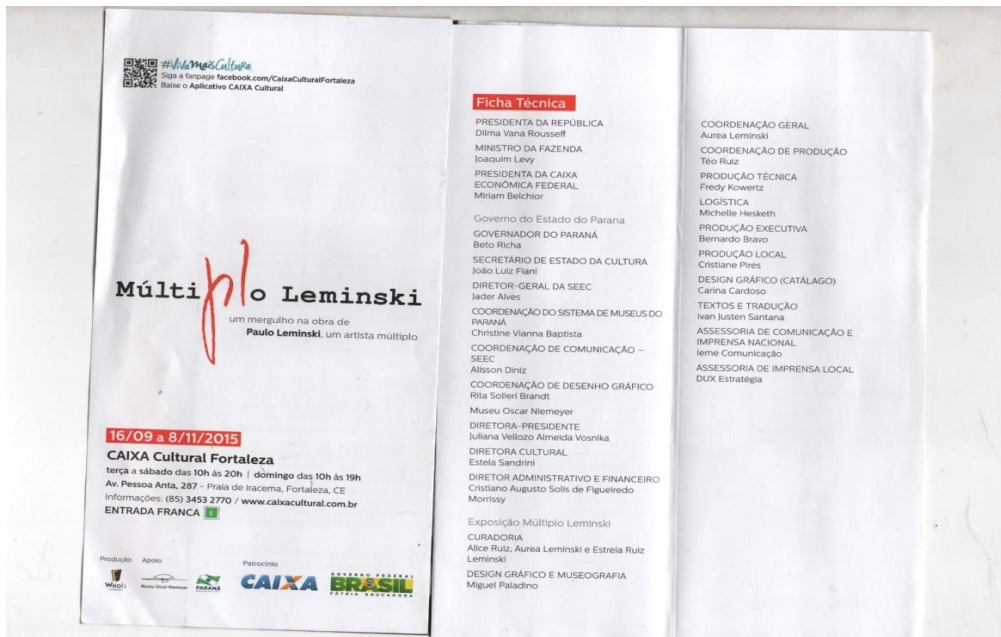 #VivaMaisCultura
Siga a fanpage facebook.com/CaixaCulturalFortaleza
Baixe o Aplicativo CAIXA Cultural
Múltiplo Leminski
um mergulho na obra de
Paulo Leminski, um artista múltiplo
16/09 a 8/11/2015
CAIXA Cultural Fortaleza
terça a sábado das 10h às 20h | domingo das 10h às 19h
Av. Pessoa Anta, 287 - Praia de Iracema, Fortaleza, CE
Informações: (85) 3453 2770 / www.caixacultural.com.br
ENTRADA FRANCA L
Produção Apoio Patrocínio
Museu Oscar Niemeyer
PARANÁ
CAIXA
GOVERNO FEDERAL
BRASIL
PÁTRIA EDUCADORA
Ficha Técnica
PRESIDENTA DA REPÚBLICA
Dilma Vana Rousseff
MINISTRO DA FAZENDA
Joaquim Levy
PRESIDENTA DA CAIXA
ECONÔMICA FEDERAL
Miriam Belchior
Governo do Estado do Parana
GOVERNADOR DO PARANÁ
Beto Richa
SECRETÁRIO DE ESTADO DA CULTURA
João Luiz Fiani
DIRETOR-GERAL DA SEEC
Jader Alves
COORDENAÇÃO DO SISTEMA DE MUSEUS DO
PARANÁ
Christine Vianna Baptista
COORDENAÇÃO DE COMUNICAÇÃO –
SEEC
Alisson Diniz
COORDENAÇÃO DE DESENHO GRÁFICO
Rita Solieri Brandt
Museu Oscar Niemeyer
DIRETORA-PRESIDENTE
Juliana Vellozo Almeida Vosnika
DIRETORA CULTURAL
Estela Sandrini
DIRETOR ADMINISTRATIVO E FINANCEIRO
Cristiano Augusto Solis de Figueiredo
Morrissy
Exposição Múltiplo Leminski
CURADORIA
Alice Ruiz, Aurea Leminski e Estrela Ruiz
Leminski
DESIGN GRÁFICO E MUSEOGRAFIA
Miguel Paladino
COORDENAÇÃO GERAL
Aurea Leminski
COORDENAÇÃO DE PRODUÇÃO
Téo Ruiz
PRODUÇÃO TÉCNICA
Fredy Kowertz
LOGÍSTICA
Michelle Hesketh
PRODUÇÃO EXECUTIVA
Bernardo Bravo
PRODUÇÃO LOCAL
Cristiane Pires
DESIGN GRÁFICO (CATÁLAGO)
Carina Cardoso
TEXTOS E TRADUÇÃO
Ivan Justen Santana
ASSESSORIA DE COMUNICAÇÃO E
IMPRENSA NACIONAL
Ieme Comunicação
ASSESSORIA DE IMPRENSA LOCAL
DUX Estratégia